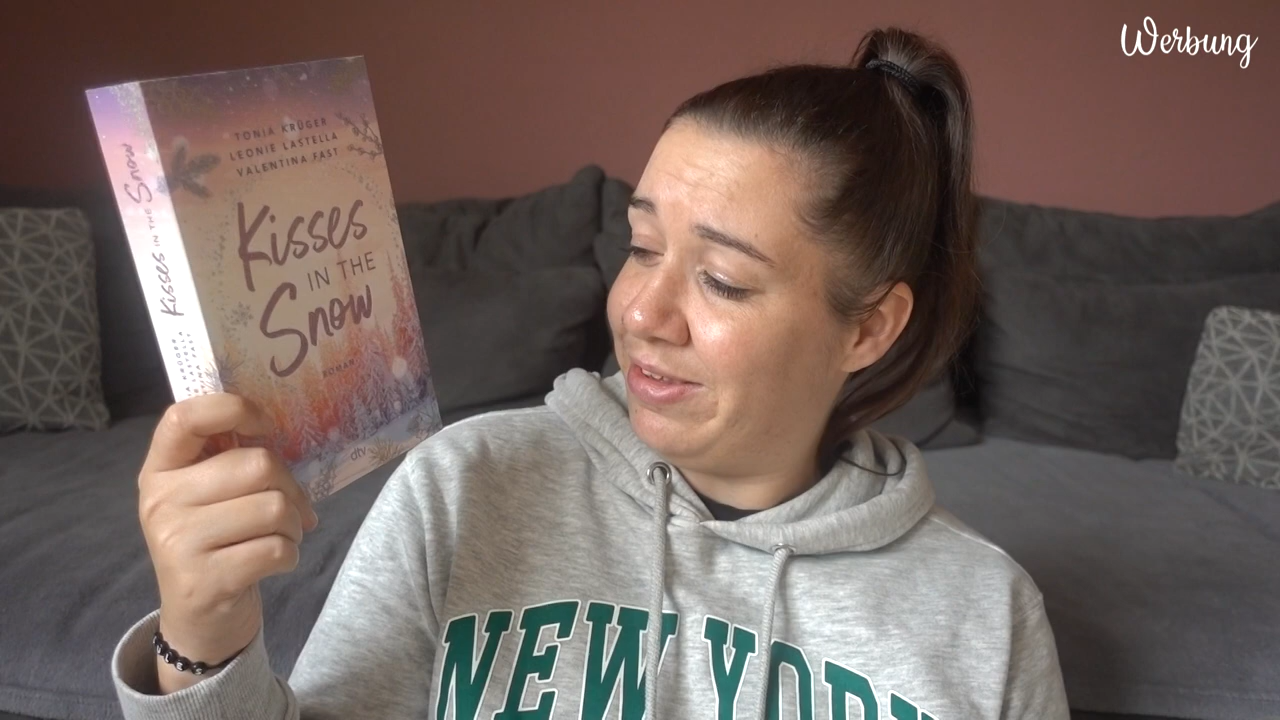 Werbung
TONIA KRÜGER
LEONIE LASTELLA
VALENTINA FAST
Kisses
IN THE
Snow
ROMAN
dtv
Kisses IN THE Snow
NEW YORK